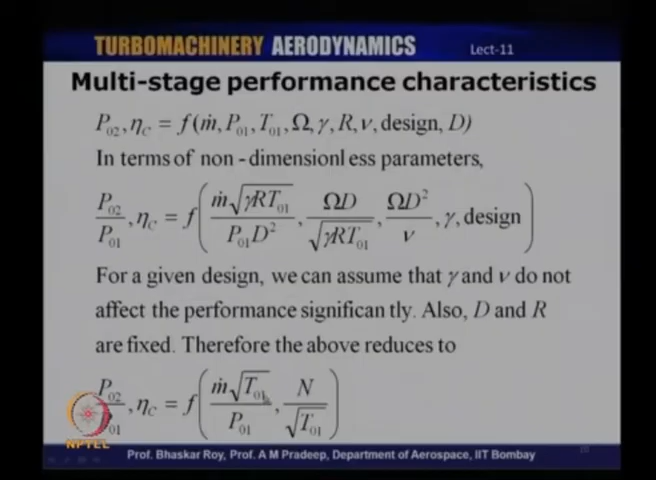 TURBOMACHINERY AERODYNAMICS Lect-11
Multi-stage performance characteristics
P₀₂, η_C = f(ṁ, P₀₁, T₀₁, Ω, γ, R, ν, design, D)
In terms of non - dimensionl ess parameters,
P₀₂/P₀₁, η_C = f(ṁ√(γRT₀₁)/(P₀₁D²), ΩD/√(γRT₀₁), ΩD²/ν, γ, design)
For a given design, we can assume that γ and ν do not
affect the performance significan tly. Also, D and R
are fixed. Therefore the above reduces to
P₀₂/P₀₁, η_C = f(ṁ√T₀₁/P₀₁, N/√T₀₁)
NPTEL
Prof. Bhaskar Roy, Prof. A M Pradeep, Department of Aerospace, IIT Bombay